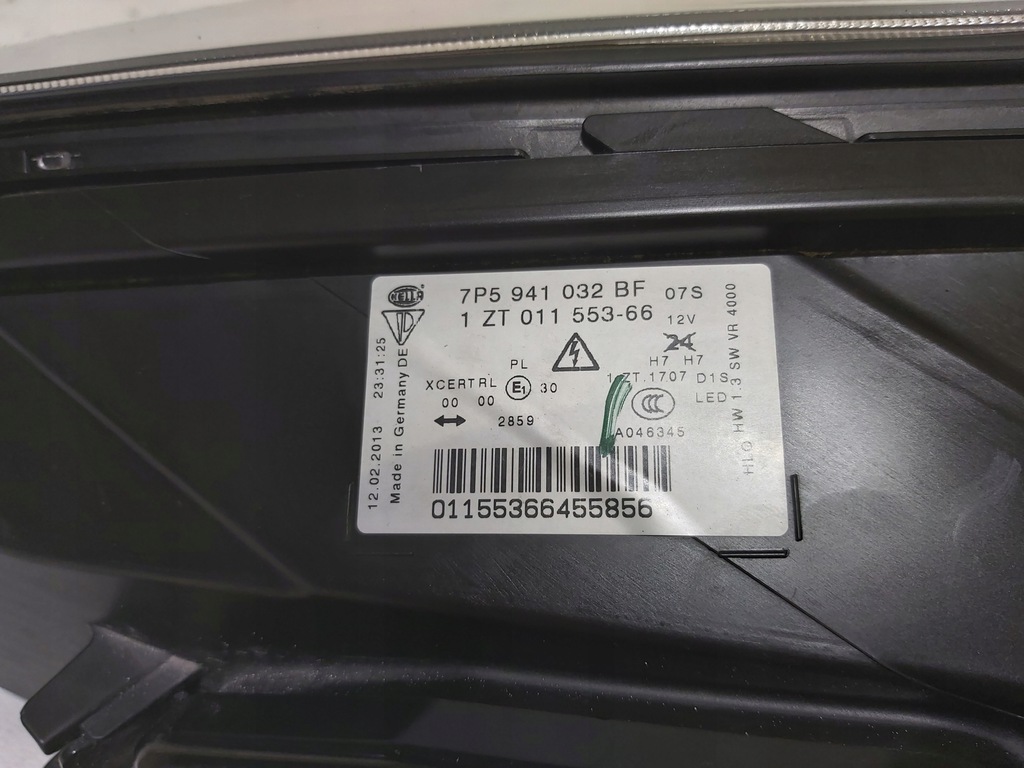 HELLA
7P5 941 032 BF 07S
1 ZT 011 553-66
12V
24
H7 H7
PL
1 ZT.1707 D1S
XCERTRL E1 30
LED
00 00
CCC
2859
A046345
01155366455856
12.02.2013 23:31:25
Made in Germany DE
HLO HW 1.3 SW VR 4000